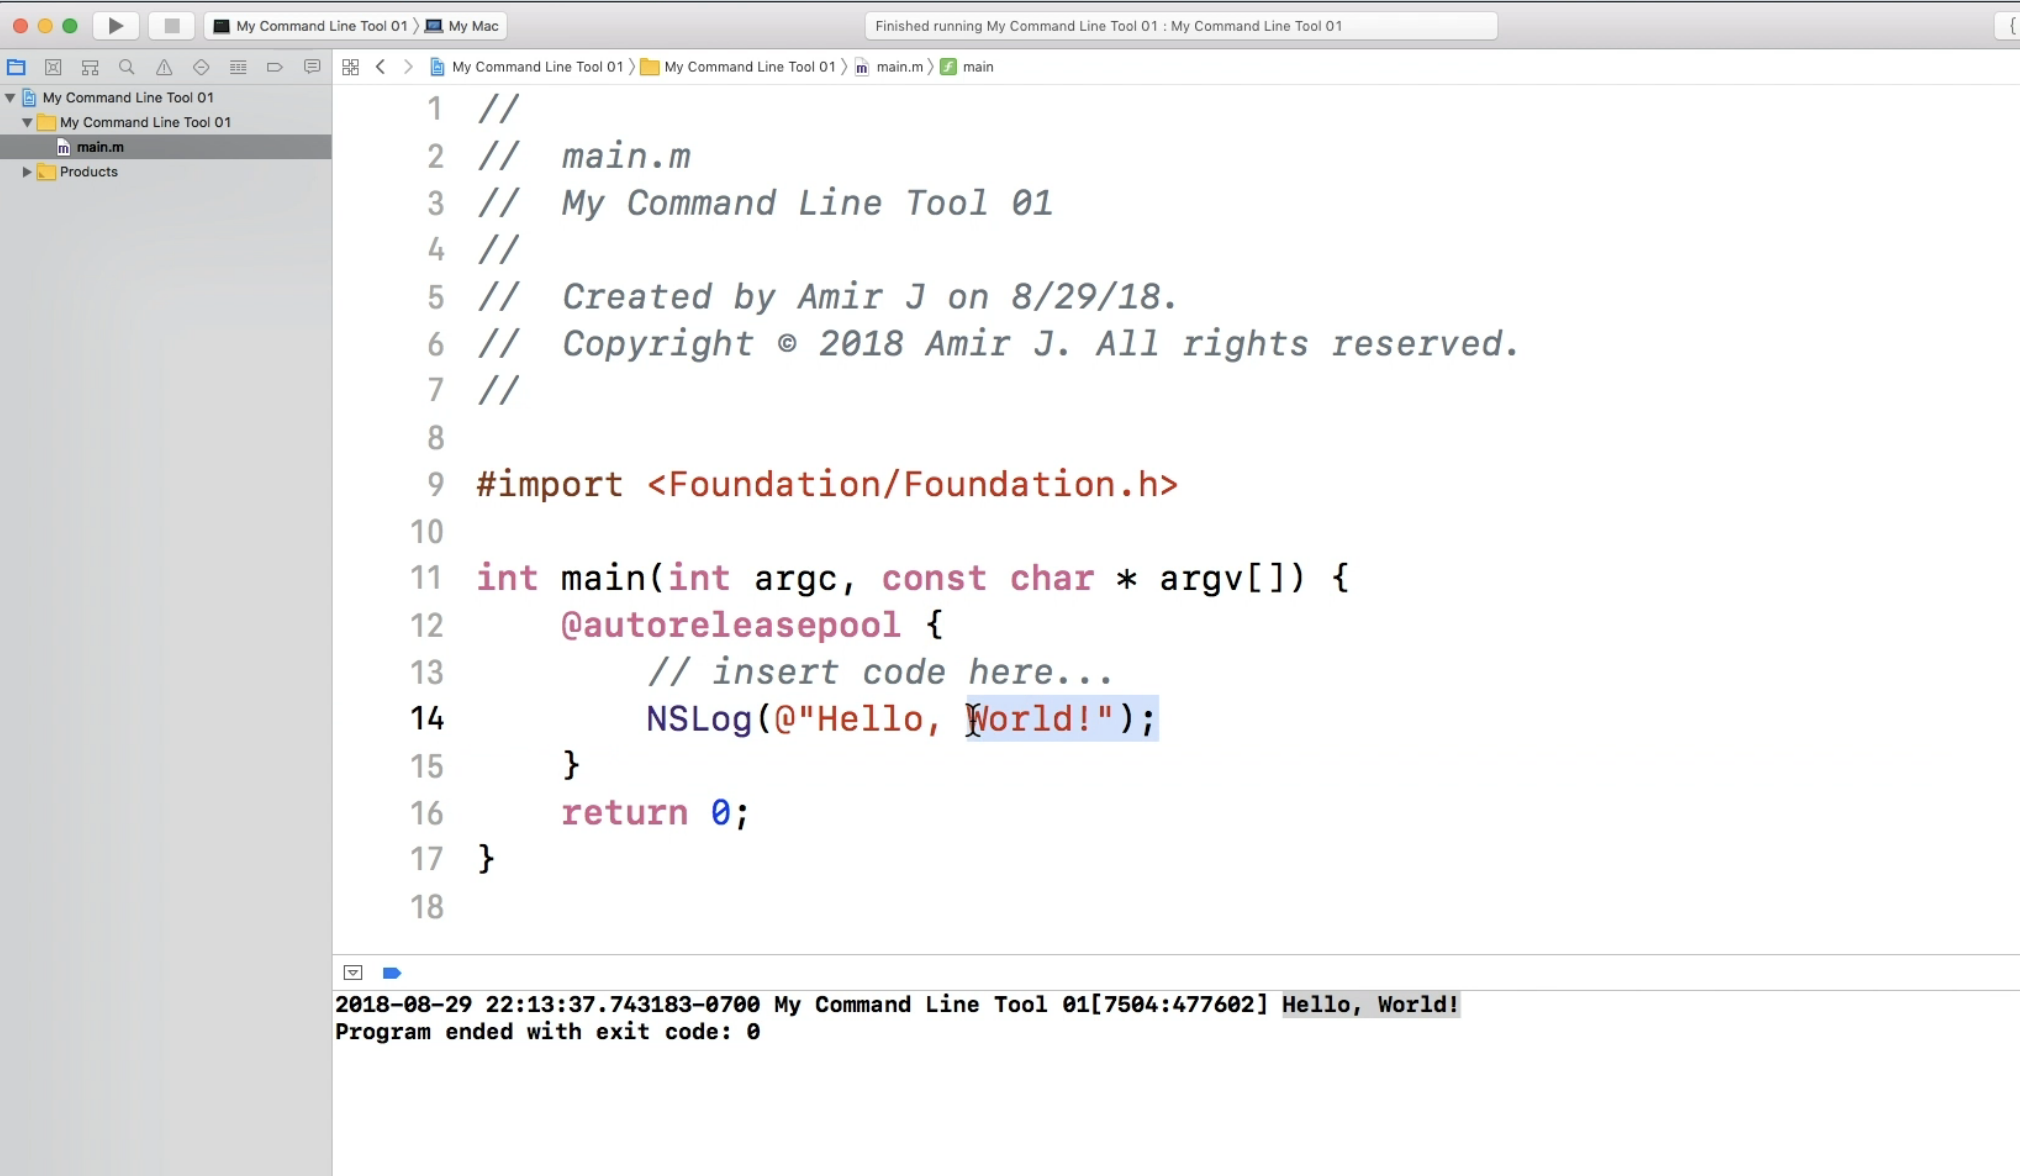 My Command Line Tool 01 〉 My Mac
Finished running My Command Line Tool 01 : My Command Line Tool 01
{
My Command Line Tool 01 〉 My Command Line Tool 01 〉 main.m 〉 main
My Command Line Tool 01
My Command Line Tool 01
main.m
Products
1 //
2 //  main.m
3 //  My Command Line Tool 01
4 //
5 //  Created by Amir J on 8/29/18.
6 //  Copyright © 2018 Amir J. All rights reserved.
7 //
8
9 #import <Foundation/Foundation.h>
10
11 int main(int argc, const char * argv[]) {
12     @autoreleasepool {
13         // insert code here...
14         NSLog(@"Hello, World!");
15     }
16     return 0;
17 }
18
2018-08-29 22:13:37.743183-0700 My Command Line Tool 01[7504:477602] Hello, World!
Program ended with exit code: 0